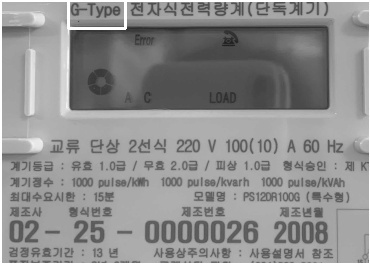 G-Type 전자식전력량계(단독계기)
Error
A C LOAD
교류 단상 2선식 220 V 100(10) A 60 Hz
계기등급 : 유효 1.0급 / 무효 2.0급 / 피상 1.0급 형식승인 : 제 KT
계기정수 : 1000 pulse/kWh 1000 pulse/kvarh 1000 pulse/kVAh
최대수요시한 : 15분 모델명 : PS12DR100G (특수형)
제조사 형식번호 제조번호 제조년월
02 - 25 - 0000026 2008
검정유효기간 : 13 년 사용상주의사항 : 사용설명서 참조